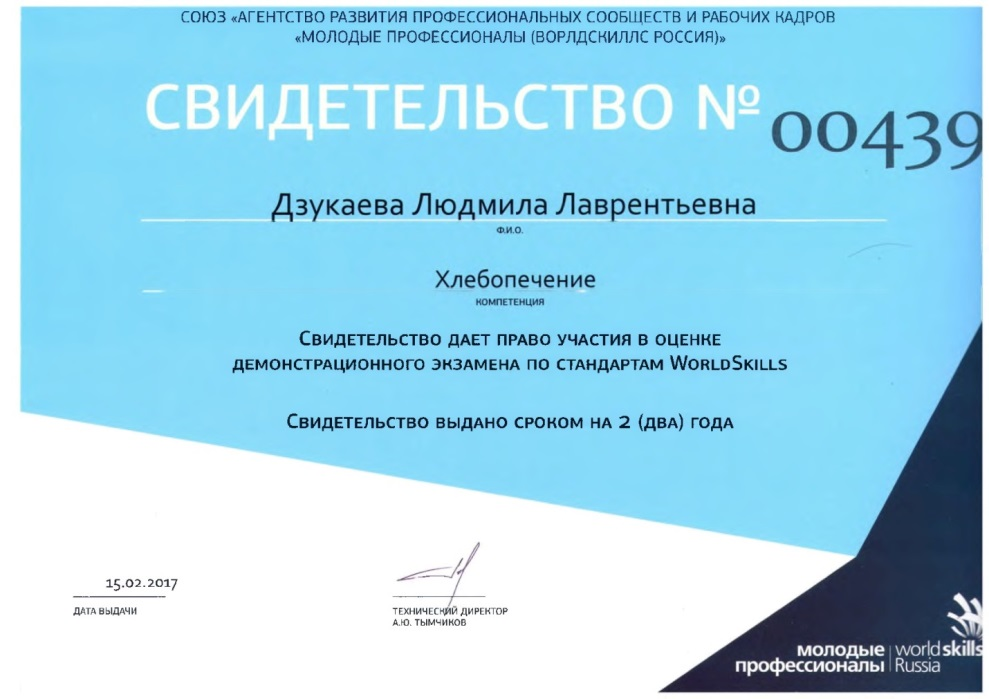 СОЮЗ «АГЕНТСТВО РАЗВИТИЯ ПРОФЕССИОНАЛЬНЫХ СООБЩЕСТВ И РАБОЧИХ КАДРОВ
«МОЛОДЫЕ ПРОФЕССИОНАЛЫ (ВОРЛДСКИЛЛС РОССИЯ)»
СВИДЕТЕЛЬСТВО № 00439
Дзукаева Людмила Лаврентьевна
Ф.И.О.
Хлебопечение
КОМПЕТЕНЦИЯ
Свидетельство дает право участия в оценке
демонстрационного экзамена по стандартам WorldSkills
Свидетельство выдано сроком на 2 (два) года
15.02.2017
ДАТА ВЫДАЧИ
ТЕХНИЧЕСКИЙ ДИРЕКТОР
А.Ю. ТЫМЧИКОВ
молодые
профессионалы
worldskills
Russia